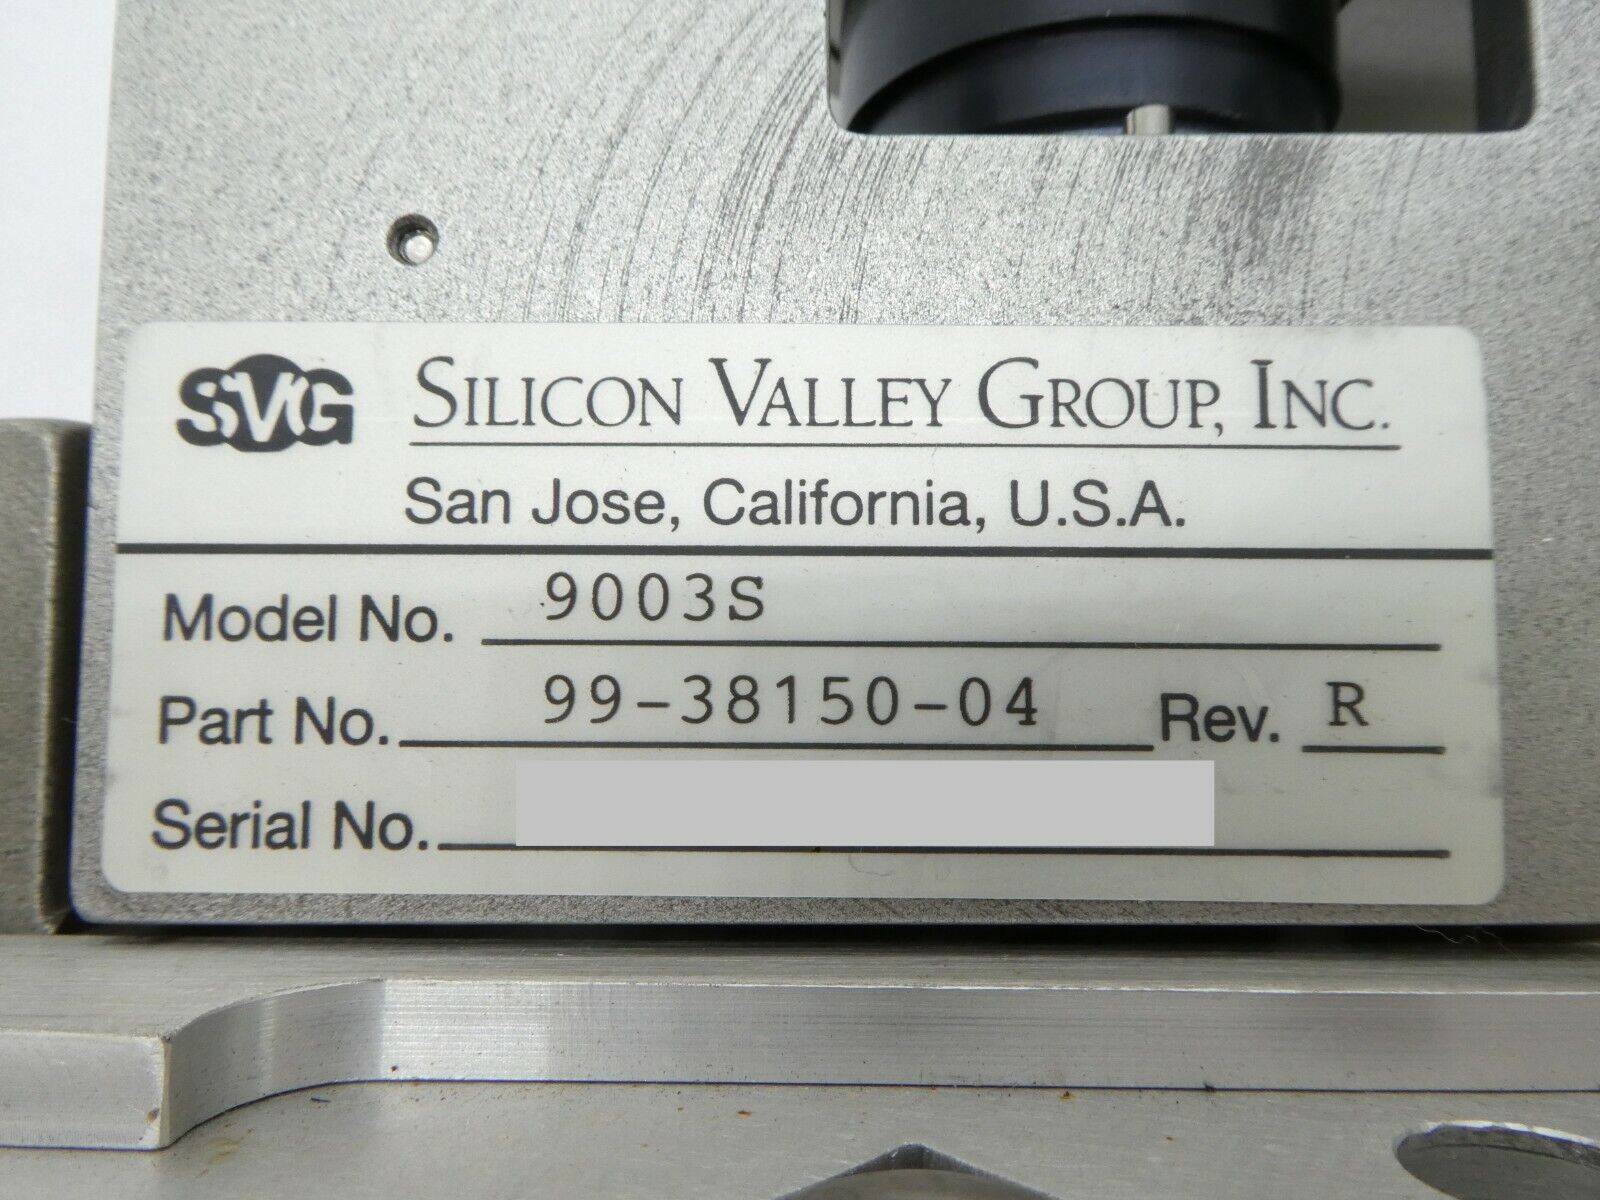 SVG SILICON VALLEY GROUP, INC.
San Jose, California, U.S.A.
Model No. 9003S
Part No. 99-38150-04 Rev. R
Serial No.